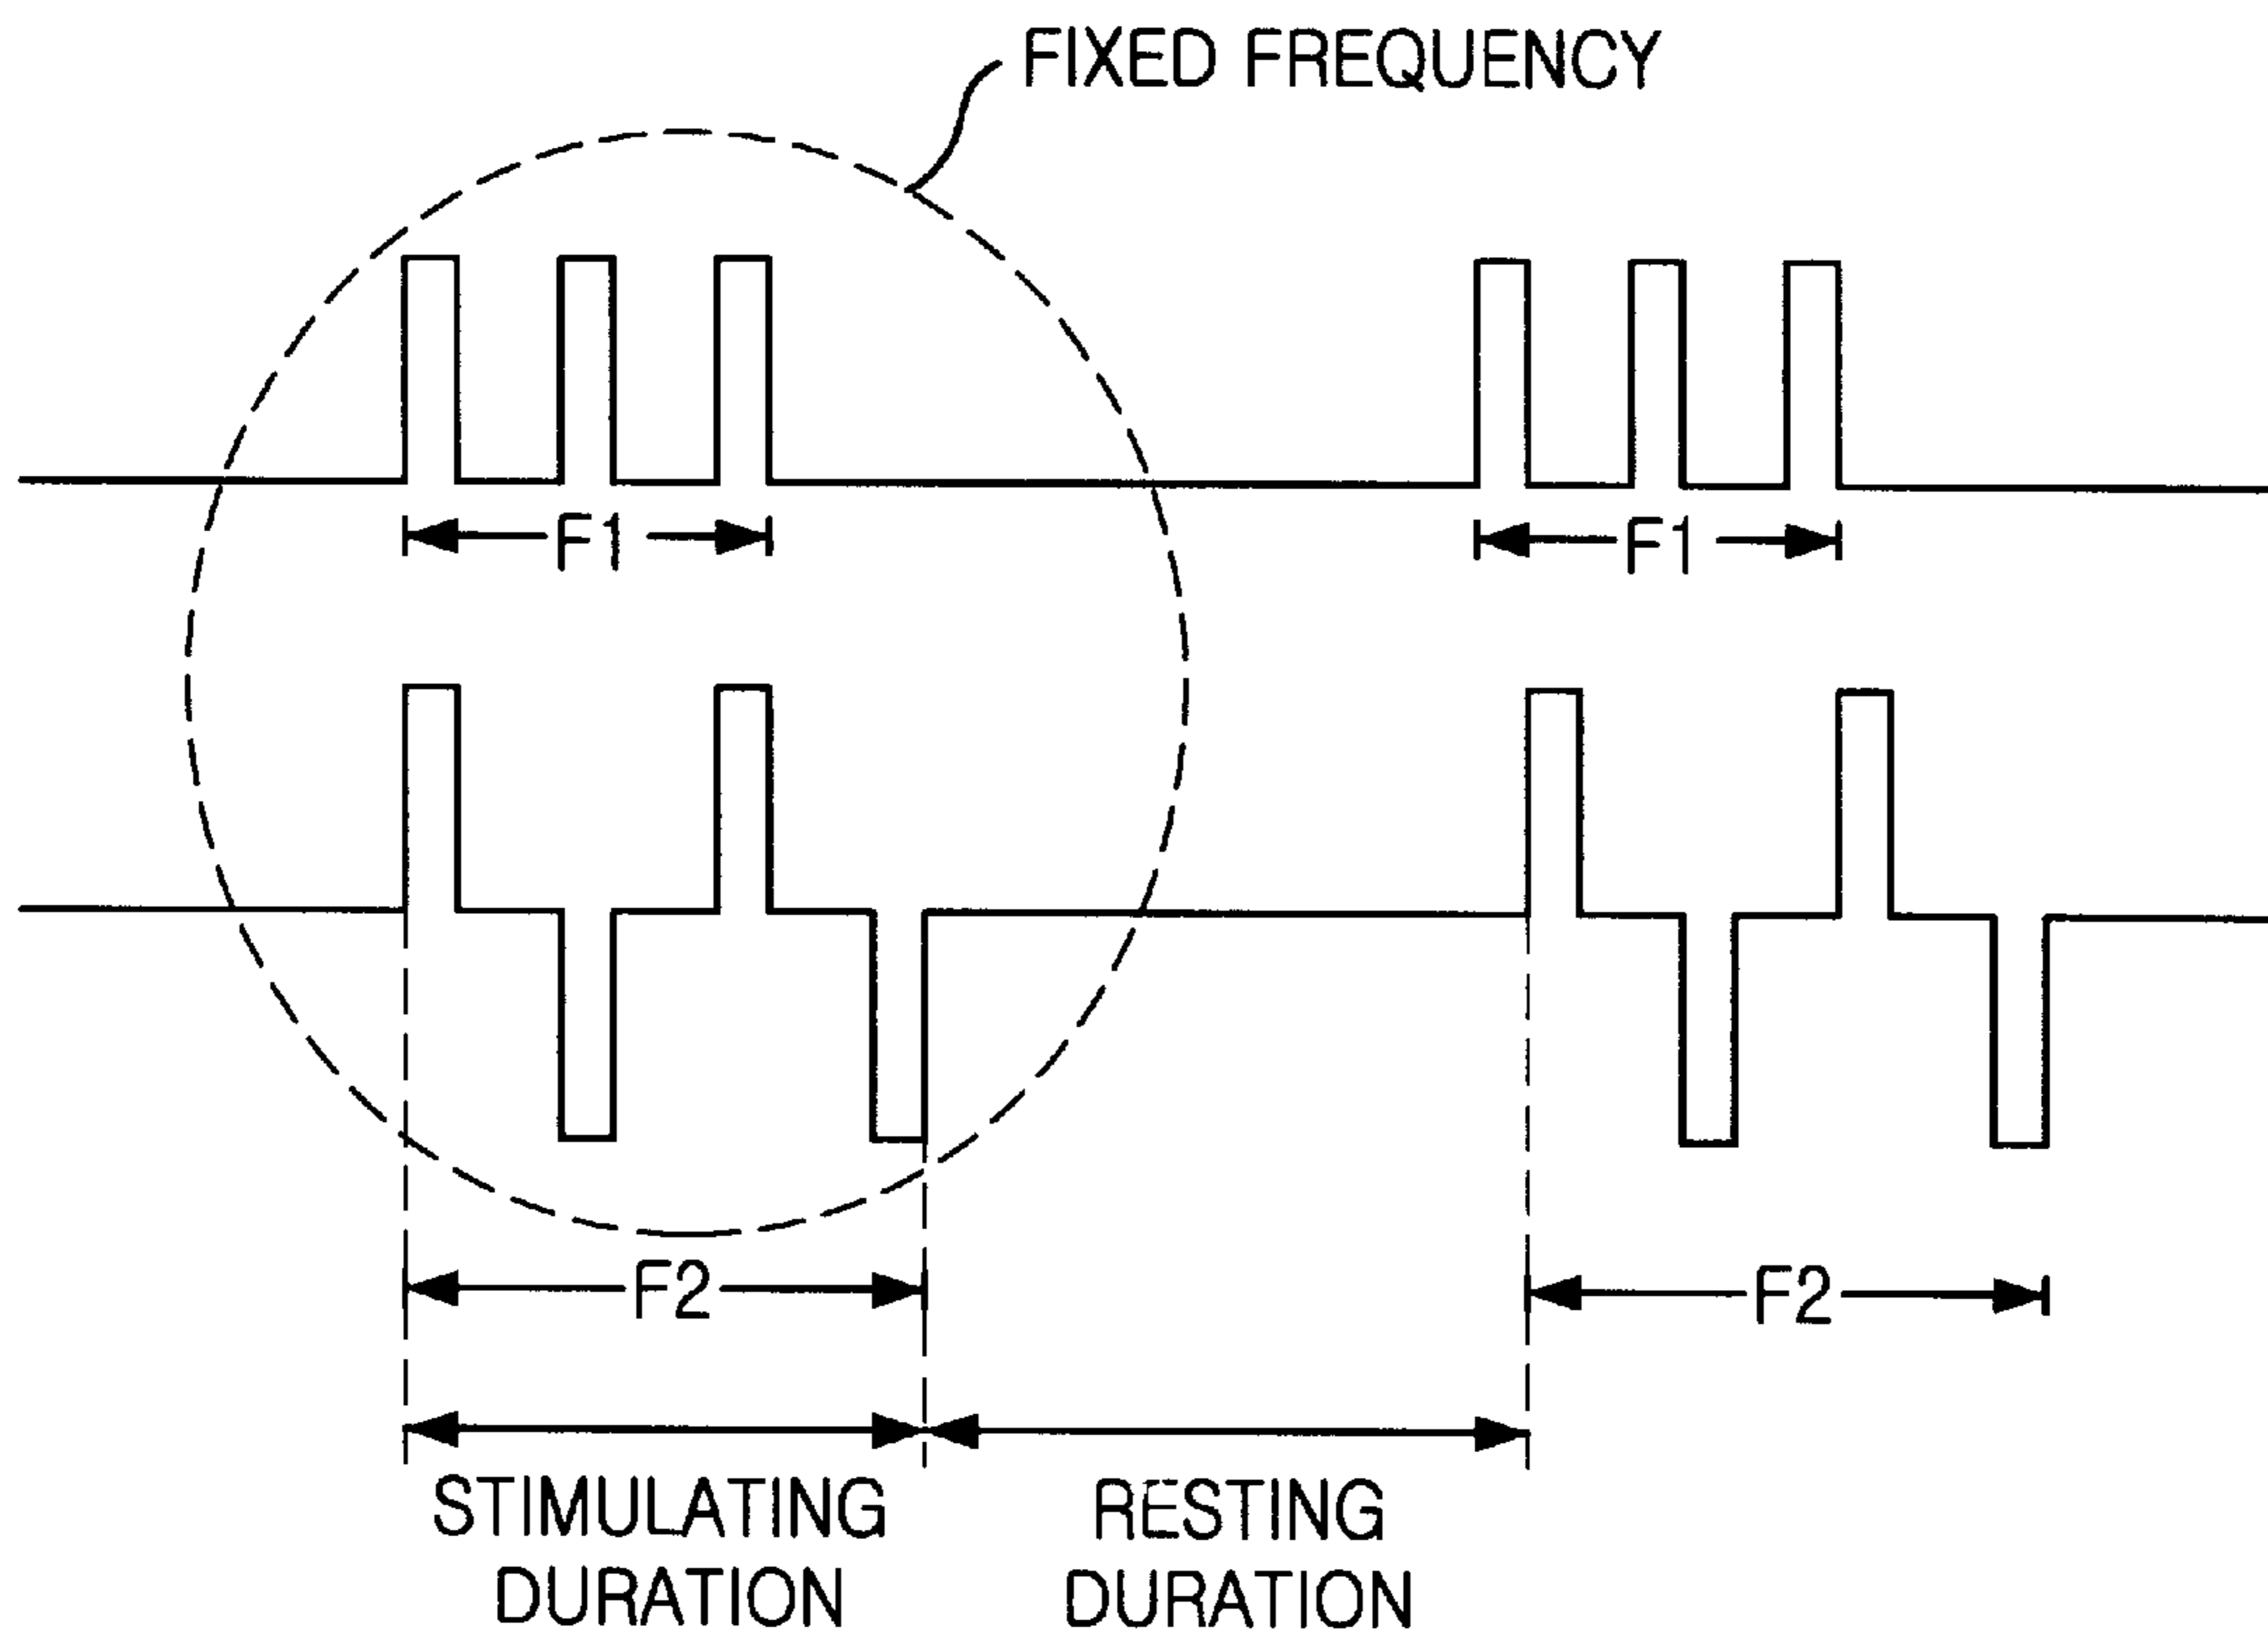 FIXED FREQUENCY
F1
F1
F2
F2
STIMULATING
DURATION
RESTING
DURATION